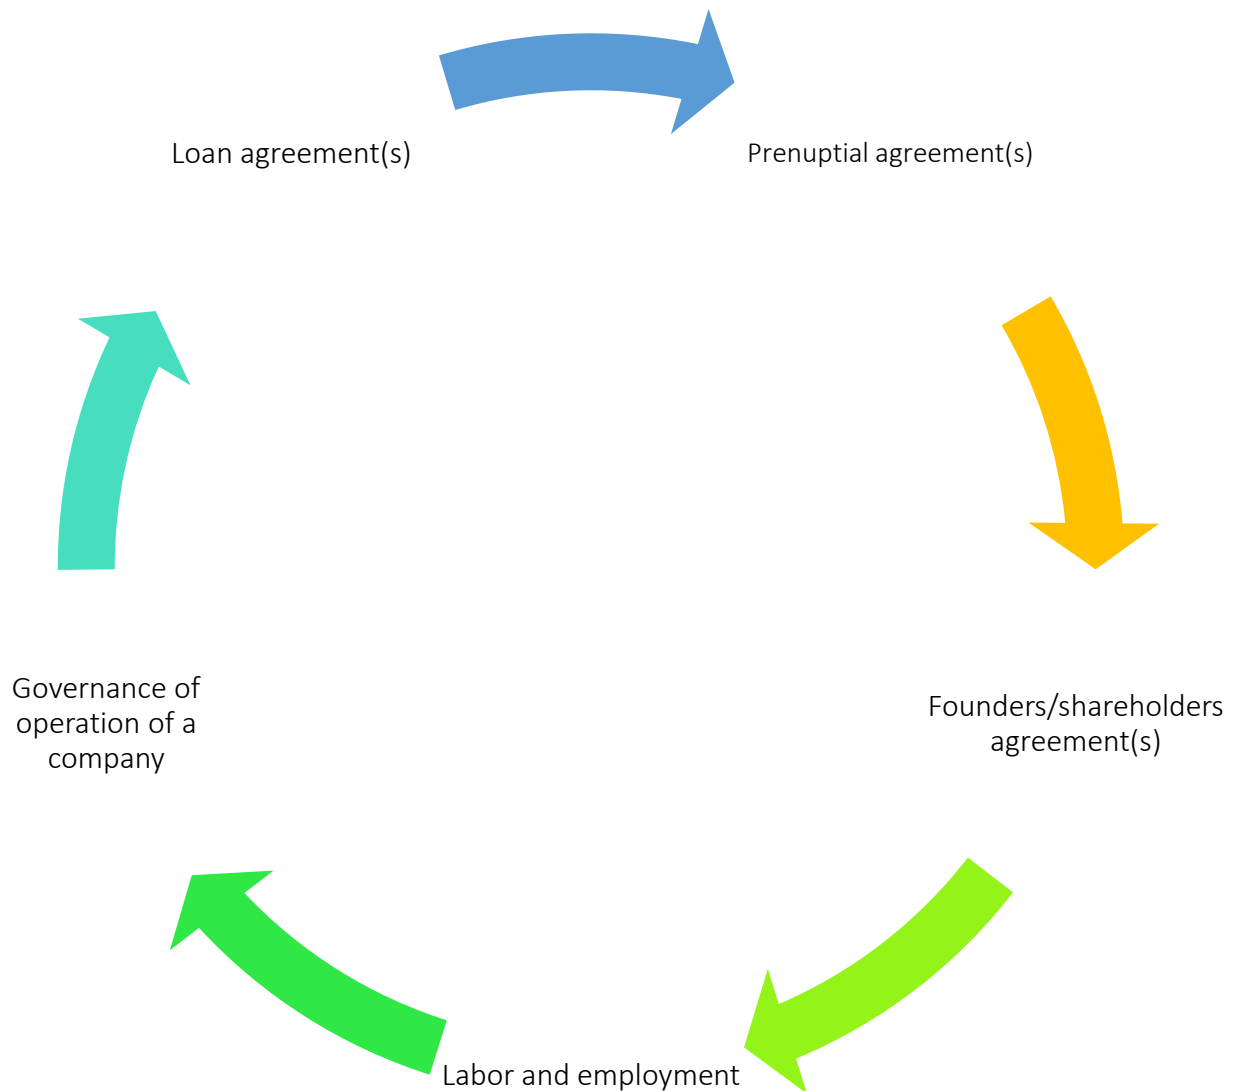 Loan agreement(s)
Prenuptial agreement(s)
Governance of
operation of a
company
Founders/shareholders
agreement(s)
Labor and employment